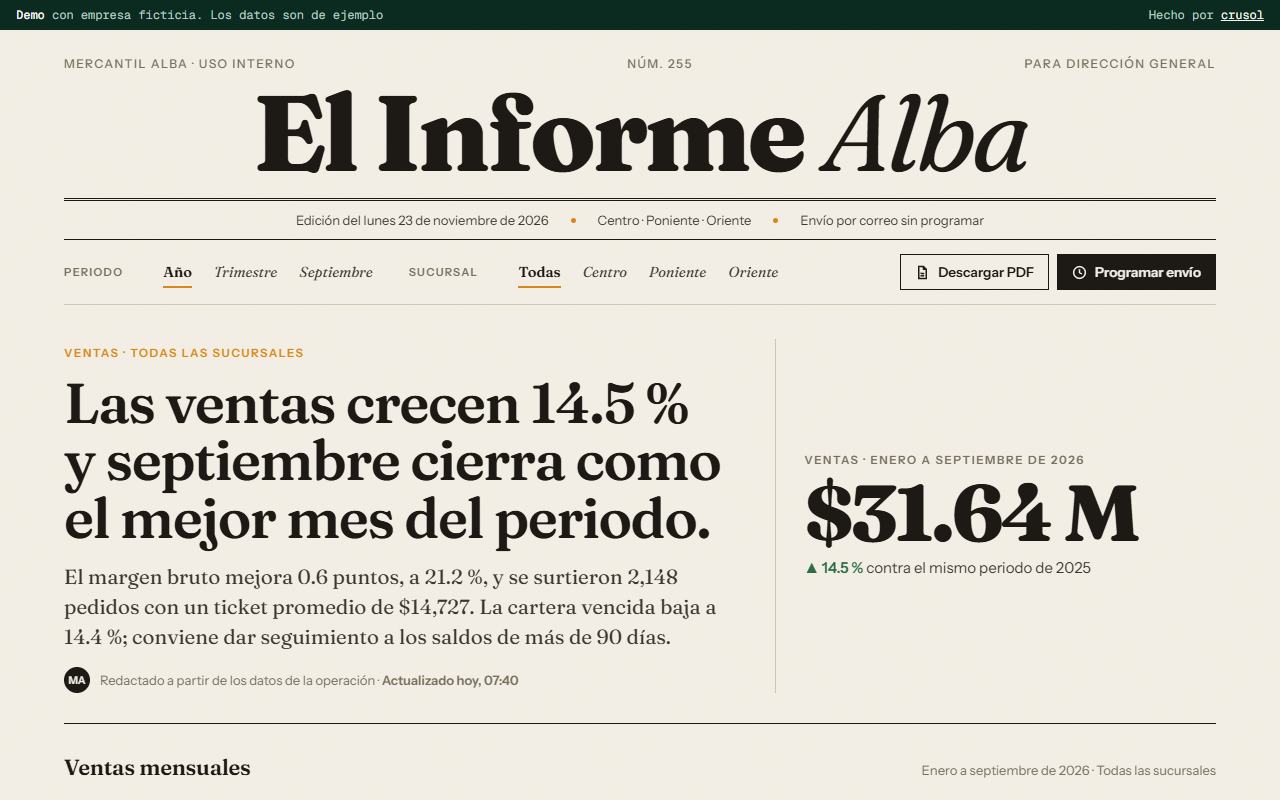 Demo con empresa ficticia. Los datos son de ejemplo
Hecho por crusol
MERCANTIL ALBA · USO INTERNO
NÚM. 255
PARA DIRECCIÓN GENERAL
El Informe Alba
Edición del lunes 23 de noviembre de 2026 • Centro · Poniente · Oriente • Envío por correo sin programar
PERIODO Año Trimestre Septiembre SUCURSAL Todas Centro Poniente Oriente
Descargar PDF
Programar envío
VENTAS · TODAS LAS SUCURSALES
Las ventas crecen 14.5 %
y septiembre cierra como
el mejor mes del periodo.
El margen bruto mejora 0.6 puntos, a 21.2 %, y se surtieron 2,148
pedidos con un ticket promedio de $14,727. La cartera vencida baja a
14.4 %; conviene dar seguimiento a los saldos de más de 90 días.
MA Redactado a partir de los datos de la operación · Actualizado hoy, 07:40
VENTAS · ENERO A SEPTIEMBRE DE 2026
$31.64 M
▲ 14.5 % contra el mismo periodo de 2025
Ventas mensuales
Enero a septiembre de 2026 · Todas las sucursales